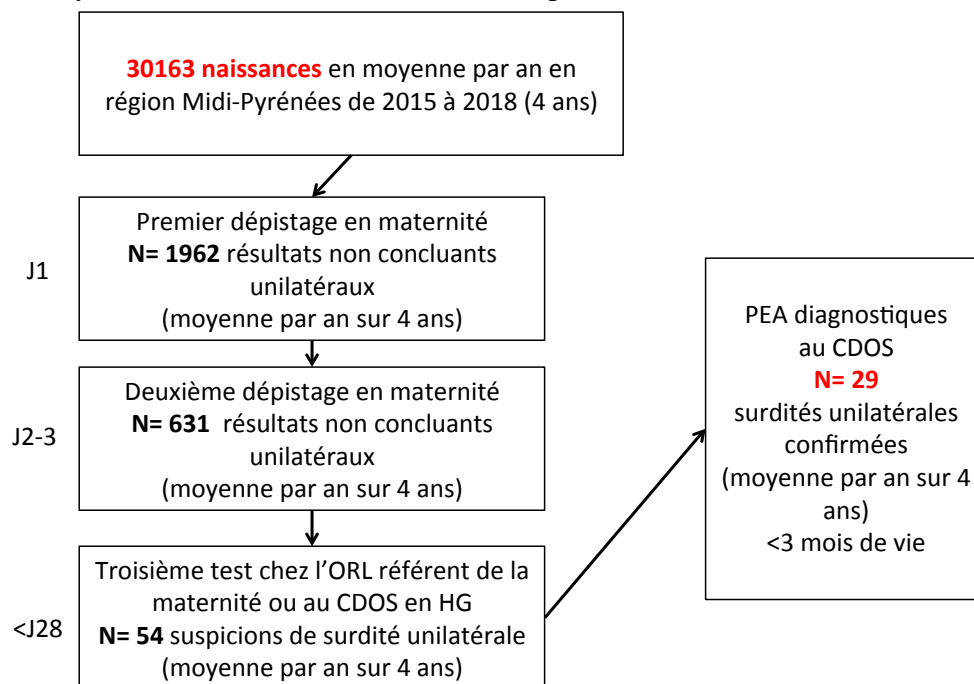 30163 naissances en moyenne par an en
région Midi-Pyrénées de 2015 à 2018 (4 ans)
J1
Premier dépistage en maternité
N= 1962 résultats non concluants
unilatéraux
(moyenne par an sur 4 ans)
J2-3
Deuxième dépistage en maternité
N= 631 résultats non concluants
unilatéraux
(moyenne par an sur 4 ans)
<J28
Troisième test chez l'ORL référent de la
maternité ou au CDOS en HG
N= 54 suspicions de surdité unilatérale
(moyenne par an sur 4 ans)
PEA diagnostiques
au CDOS
N= 29
surdités unilatérales
confirmées
(moyenne par an sur 4
ans)
<3 mois de vie